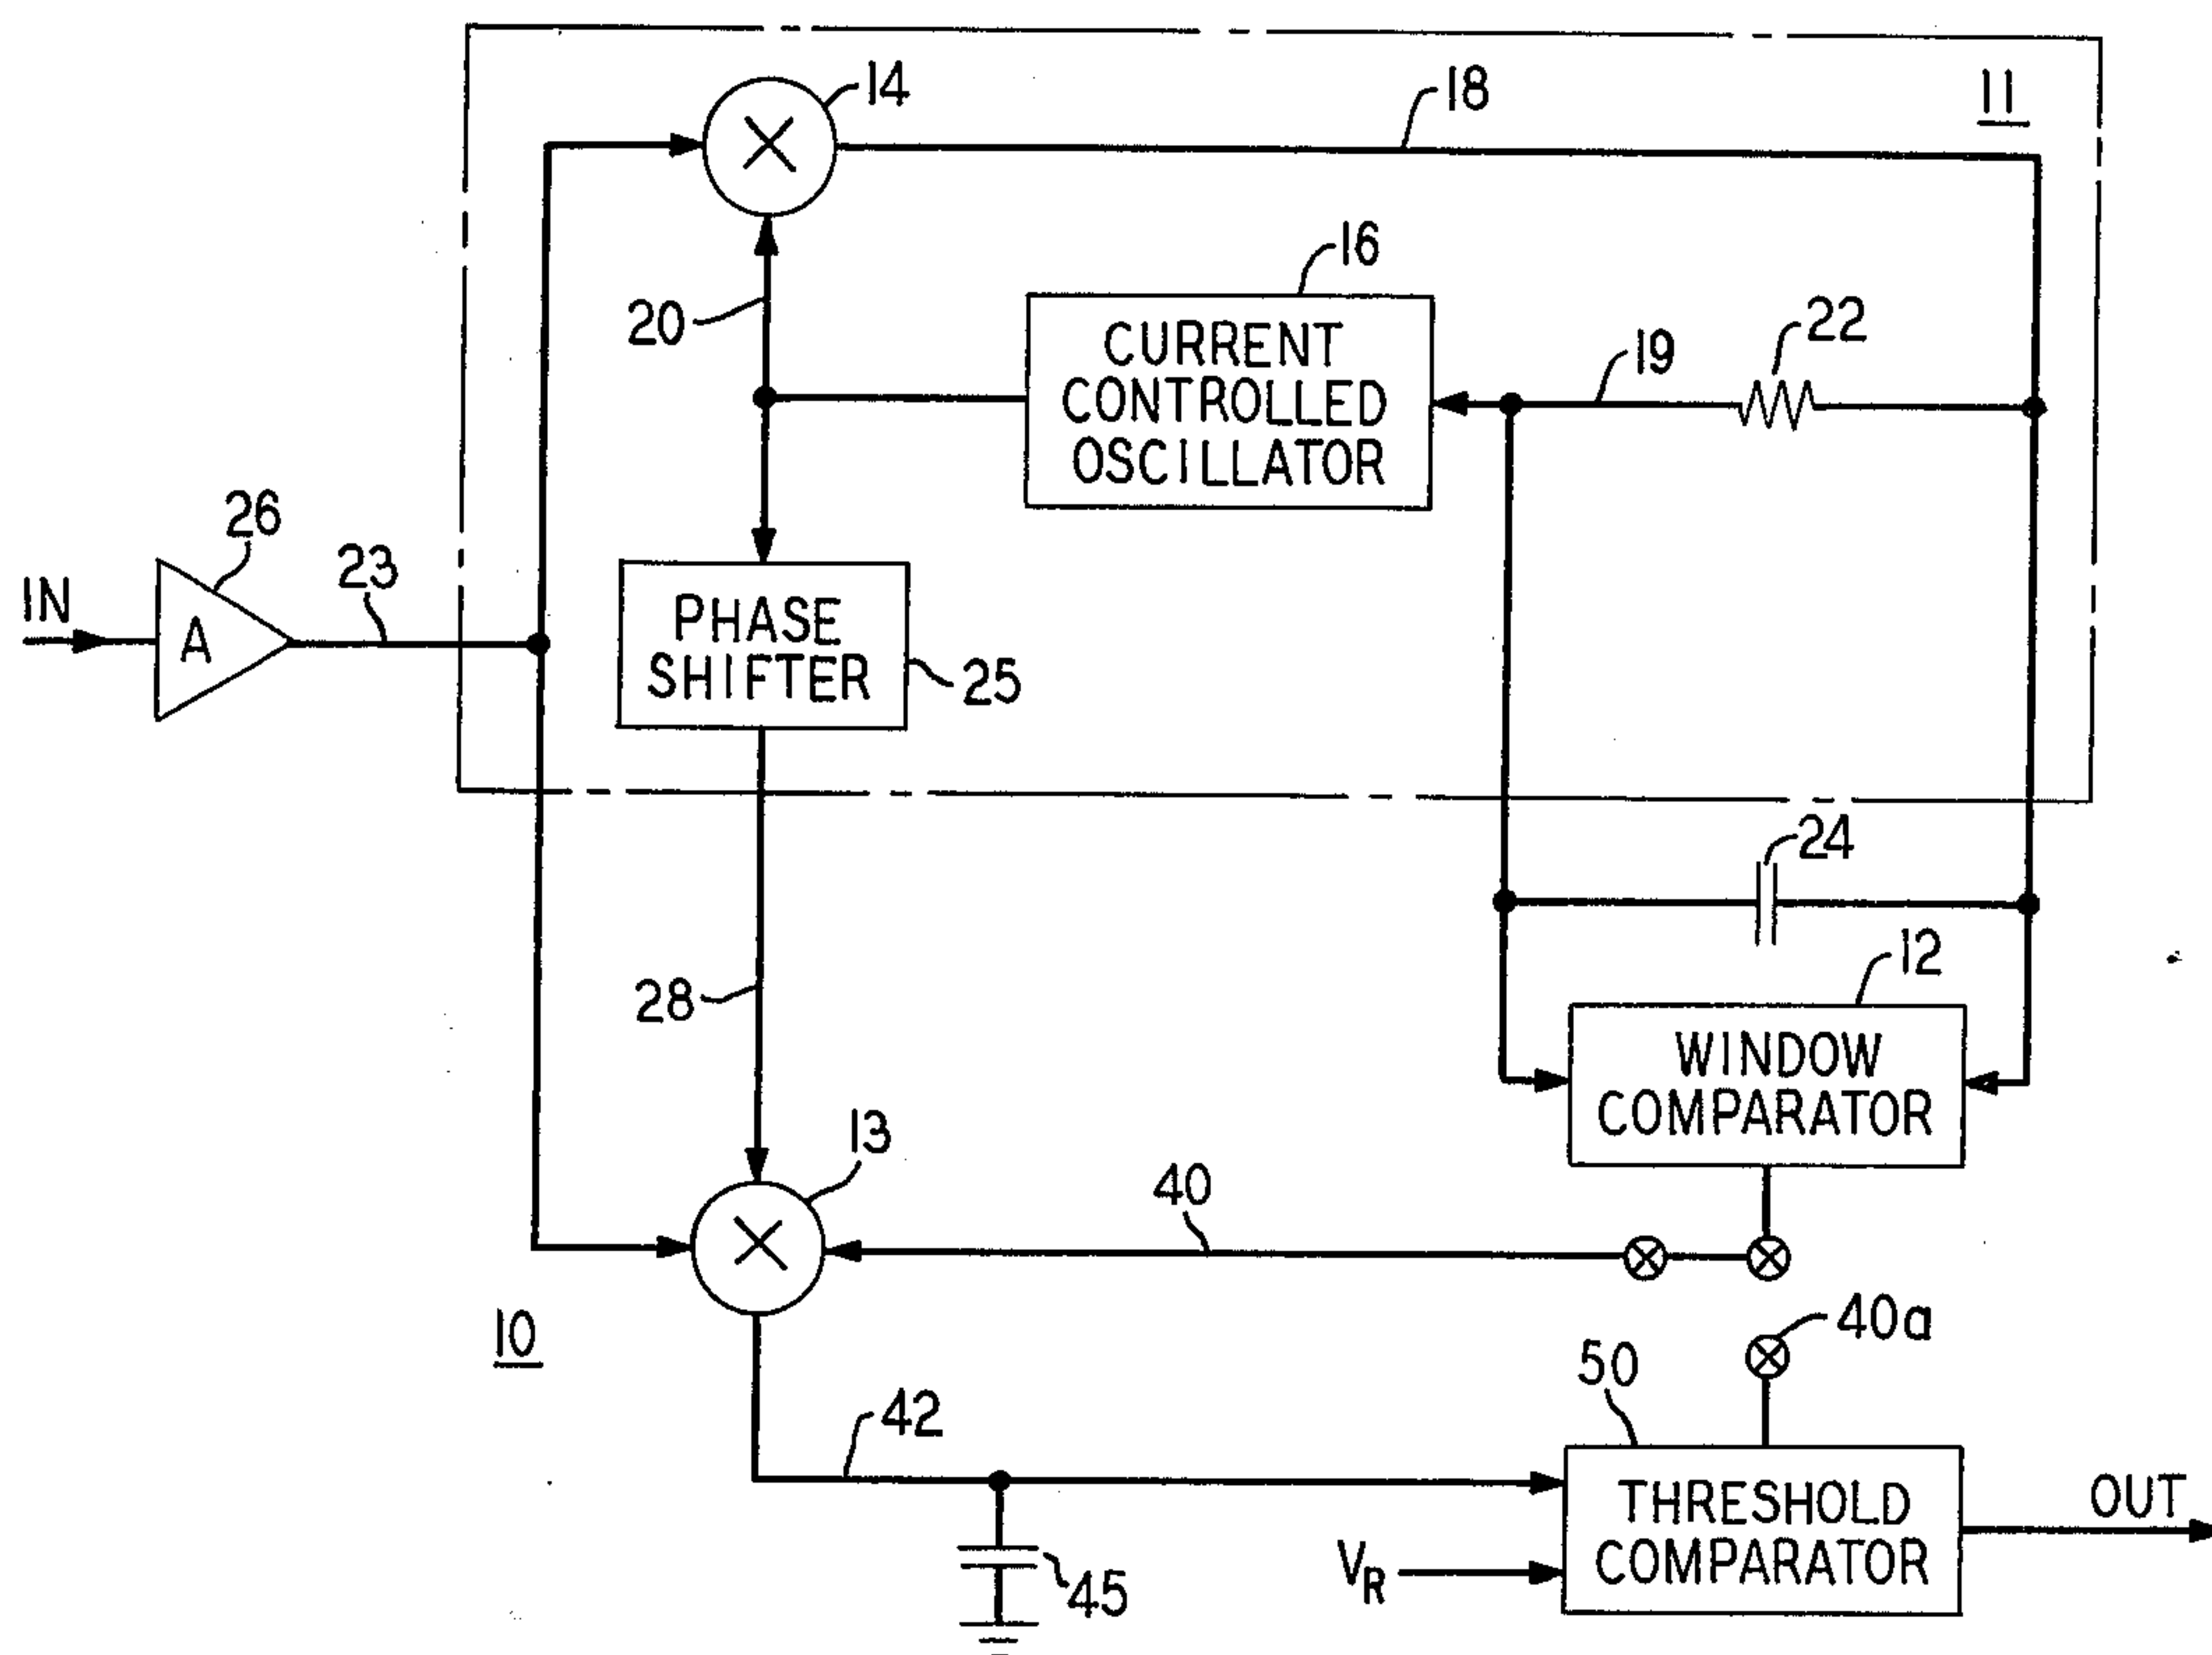 14
18
11
16
20
CURRENT
CONTROLLED
OSCILLATOR
19
22
26
23
IN
A
PHASE
SHIFTER
25
24
12
28
WINDOW
COMPARATOR
13
40
10
40a
50
42
THRESHOLD
COMPARATOR
OUT
VR
45